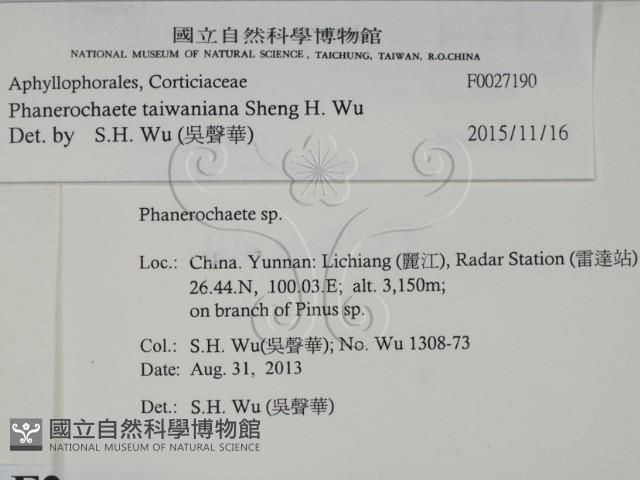 國立自然科學博物館
NATIONAL MUSEUM OF NATURAL SCIENCE, TAICHUNG, TAIWAN, R.O.CHINA
Aphyllophorales, Corticiaceae F0027190
Phanerochaete taiwaniana Sheng H. Wu
Det. by S.H. Wu (吳聲華) 2015/11/16
Phanerochaete sp.
Loc.: China. Yunnan: Lichiang (麗江), Radar Station (雷達站)
26.44.N, 100.03.E; alt. 3,150m;
on branch of Pinus sp.
Col.: S.H. Wu(吳聲華); No. Wu 1308-73
Date: Aug. 31, 2013
Det.: S.H. Wu (吳聲華)
國立自然科學博物館
NATIONAL MUSEUM OF NATURAL SCIENCE